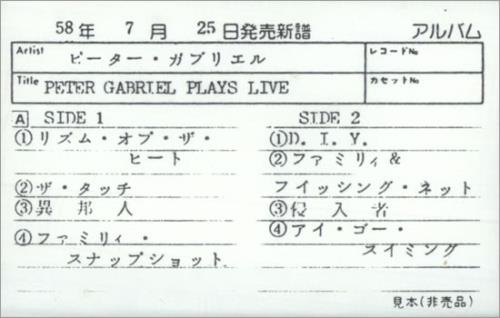 58年 7月 25日発売新譜 アルバム
Artist ピーター・ガブリエル レコードNo
Title PETER GABRIEL PLAYS LIVE カセットNo
A SIDE 1
①リズム・オブ・ザ・
ヒート
②ザ・タッチ
③異邦人
④ファミリィ・
スナップショット
SIDE 2
①D. I. Y.
②ファミリィ&
フイッシング・ネット
③侵入者
④アイ・ゴー・
スイミング
見本(非売品)